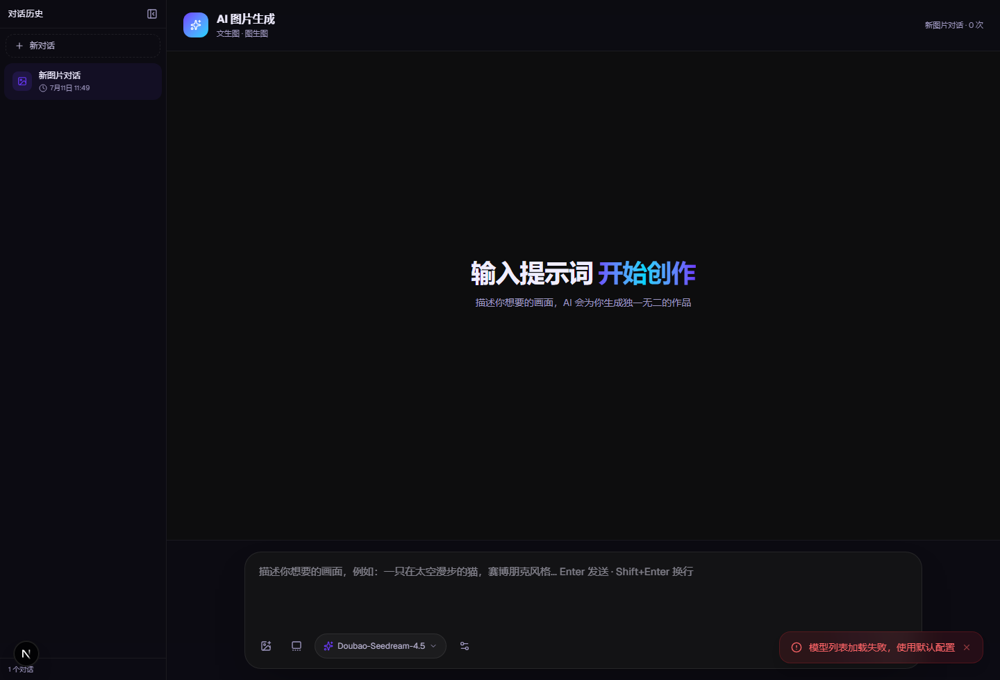 对话历史
新对话
新图片对话
7月11日 11:49
1 个对话
N
AI 图片生成
文生图 · 图生图
新图片对话 · 0 次
输入提示词 开始创作
描述你想要的画面，AI 会为你生成独一无二的作品
描述你想要的画面，例如：一只在太空漫步的猫，赛博朋克风格... Enter 发送 · Shift+Enter 换行
Doubao-Seedream-4.5
模型列表加载失败，使用默认配置